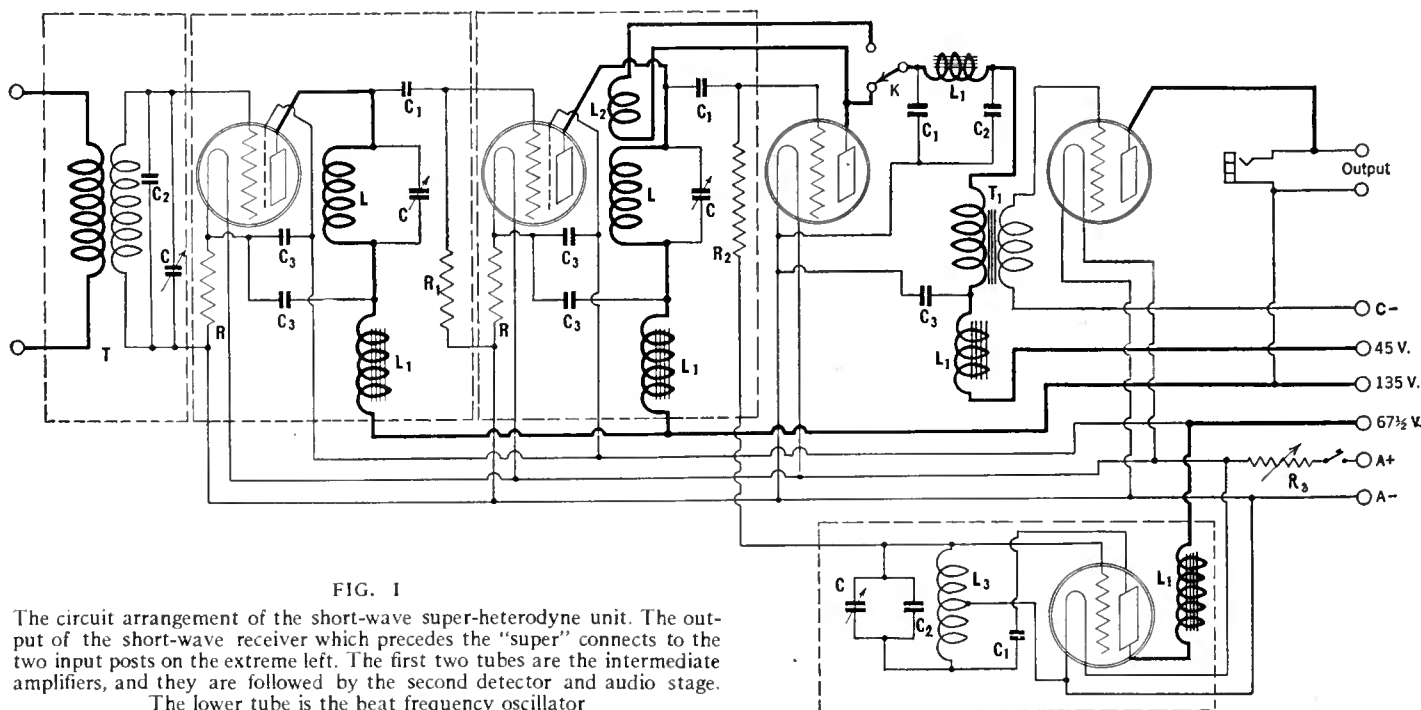 C₂
C
T
R
C₃
C₃
L
C
L₁
C₁
R₁
R
C₃
C₃
L₂
L
C
L₁
C₁
R₂
K
L₁
C₁
C₂
T₁
C₃
L₁
Output
C-
45 V.
135 V.
67½ V.
A+
R₃
A-
C
C₂
L₃
C₁
L₁
FIG. I
The circuit arrangement of the short-wave super-heterodyne unit. The out-
put of the short-wave receiver which precedes the "super" connects to the
two input posts on the extreme left. The first two tubes are the intermediate
amplifiers, and they are followed by the second detector and audio stage.
The lower tube is the beat frequency oscillator